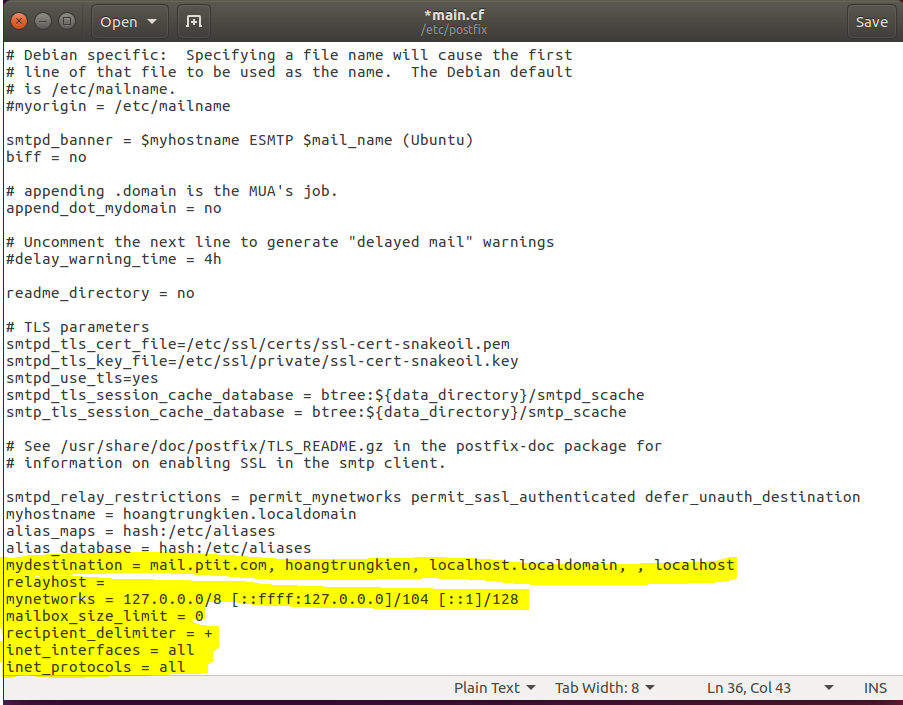 Open
*main.cf
/etc/postfix
Save
# Debian specific:  Specifying a file name will cause the first
# line of that file to be used as the name.  The Debian default
# is /etc/mailname.
#myorigin = /etc/mailname
smtpd_banner = $myhostname ESMTP $mail_name (Ubuntu)
biff = no
# appending .domain is the MUA's job.
append_dot_mydomain = no
# Uncomment the next line to generate "delayed mail" warnings
#delay_warning_time = 4h
readme_directory = no
# TLS parameters
smtpd_tls_cert_file=/etc/ssl/certs/ssl-cert-snakeoil.pem
smtpd_tls_key_file=/etc/ssl/private/ssl-cert-snakeoil.key
smtpd_use_tls=yes
smtpd_tls_session_cache_database = btree:${data_directory}/smtpd_scache
smtp_tls_session_cache_database = btree:${data_directory}/smtp_scache
# See /usr/share/doc/postfix/TLS_README.gz in the postfix-doc package for
# information on enabling SSL in the smtp client.
smtpd_relay_restrictions = permit_mynetworks permit_sasl_authenticated defer_unauth_destination
myhostname = hoangtrungkien.localdomain
alias_maps = hash:/etc/aliases
alias_database = hash:/etc/aliases
mydestination = mail.ptit.com, hoangtrungkien, localhost.localdomain, , localhost
relayhost =
mynetworks = 127.0.0.0/8 [::ffff:127.0.0.0]/104 [::1]/128
mailbox_size_limit = 0
recipient_delimiter = +
inet_interfaces = all
inet_protocols = all
Plain Text
Tab Width: 8
Ln 36, Col 43
INS